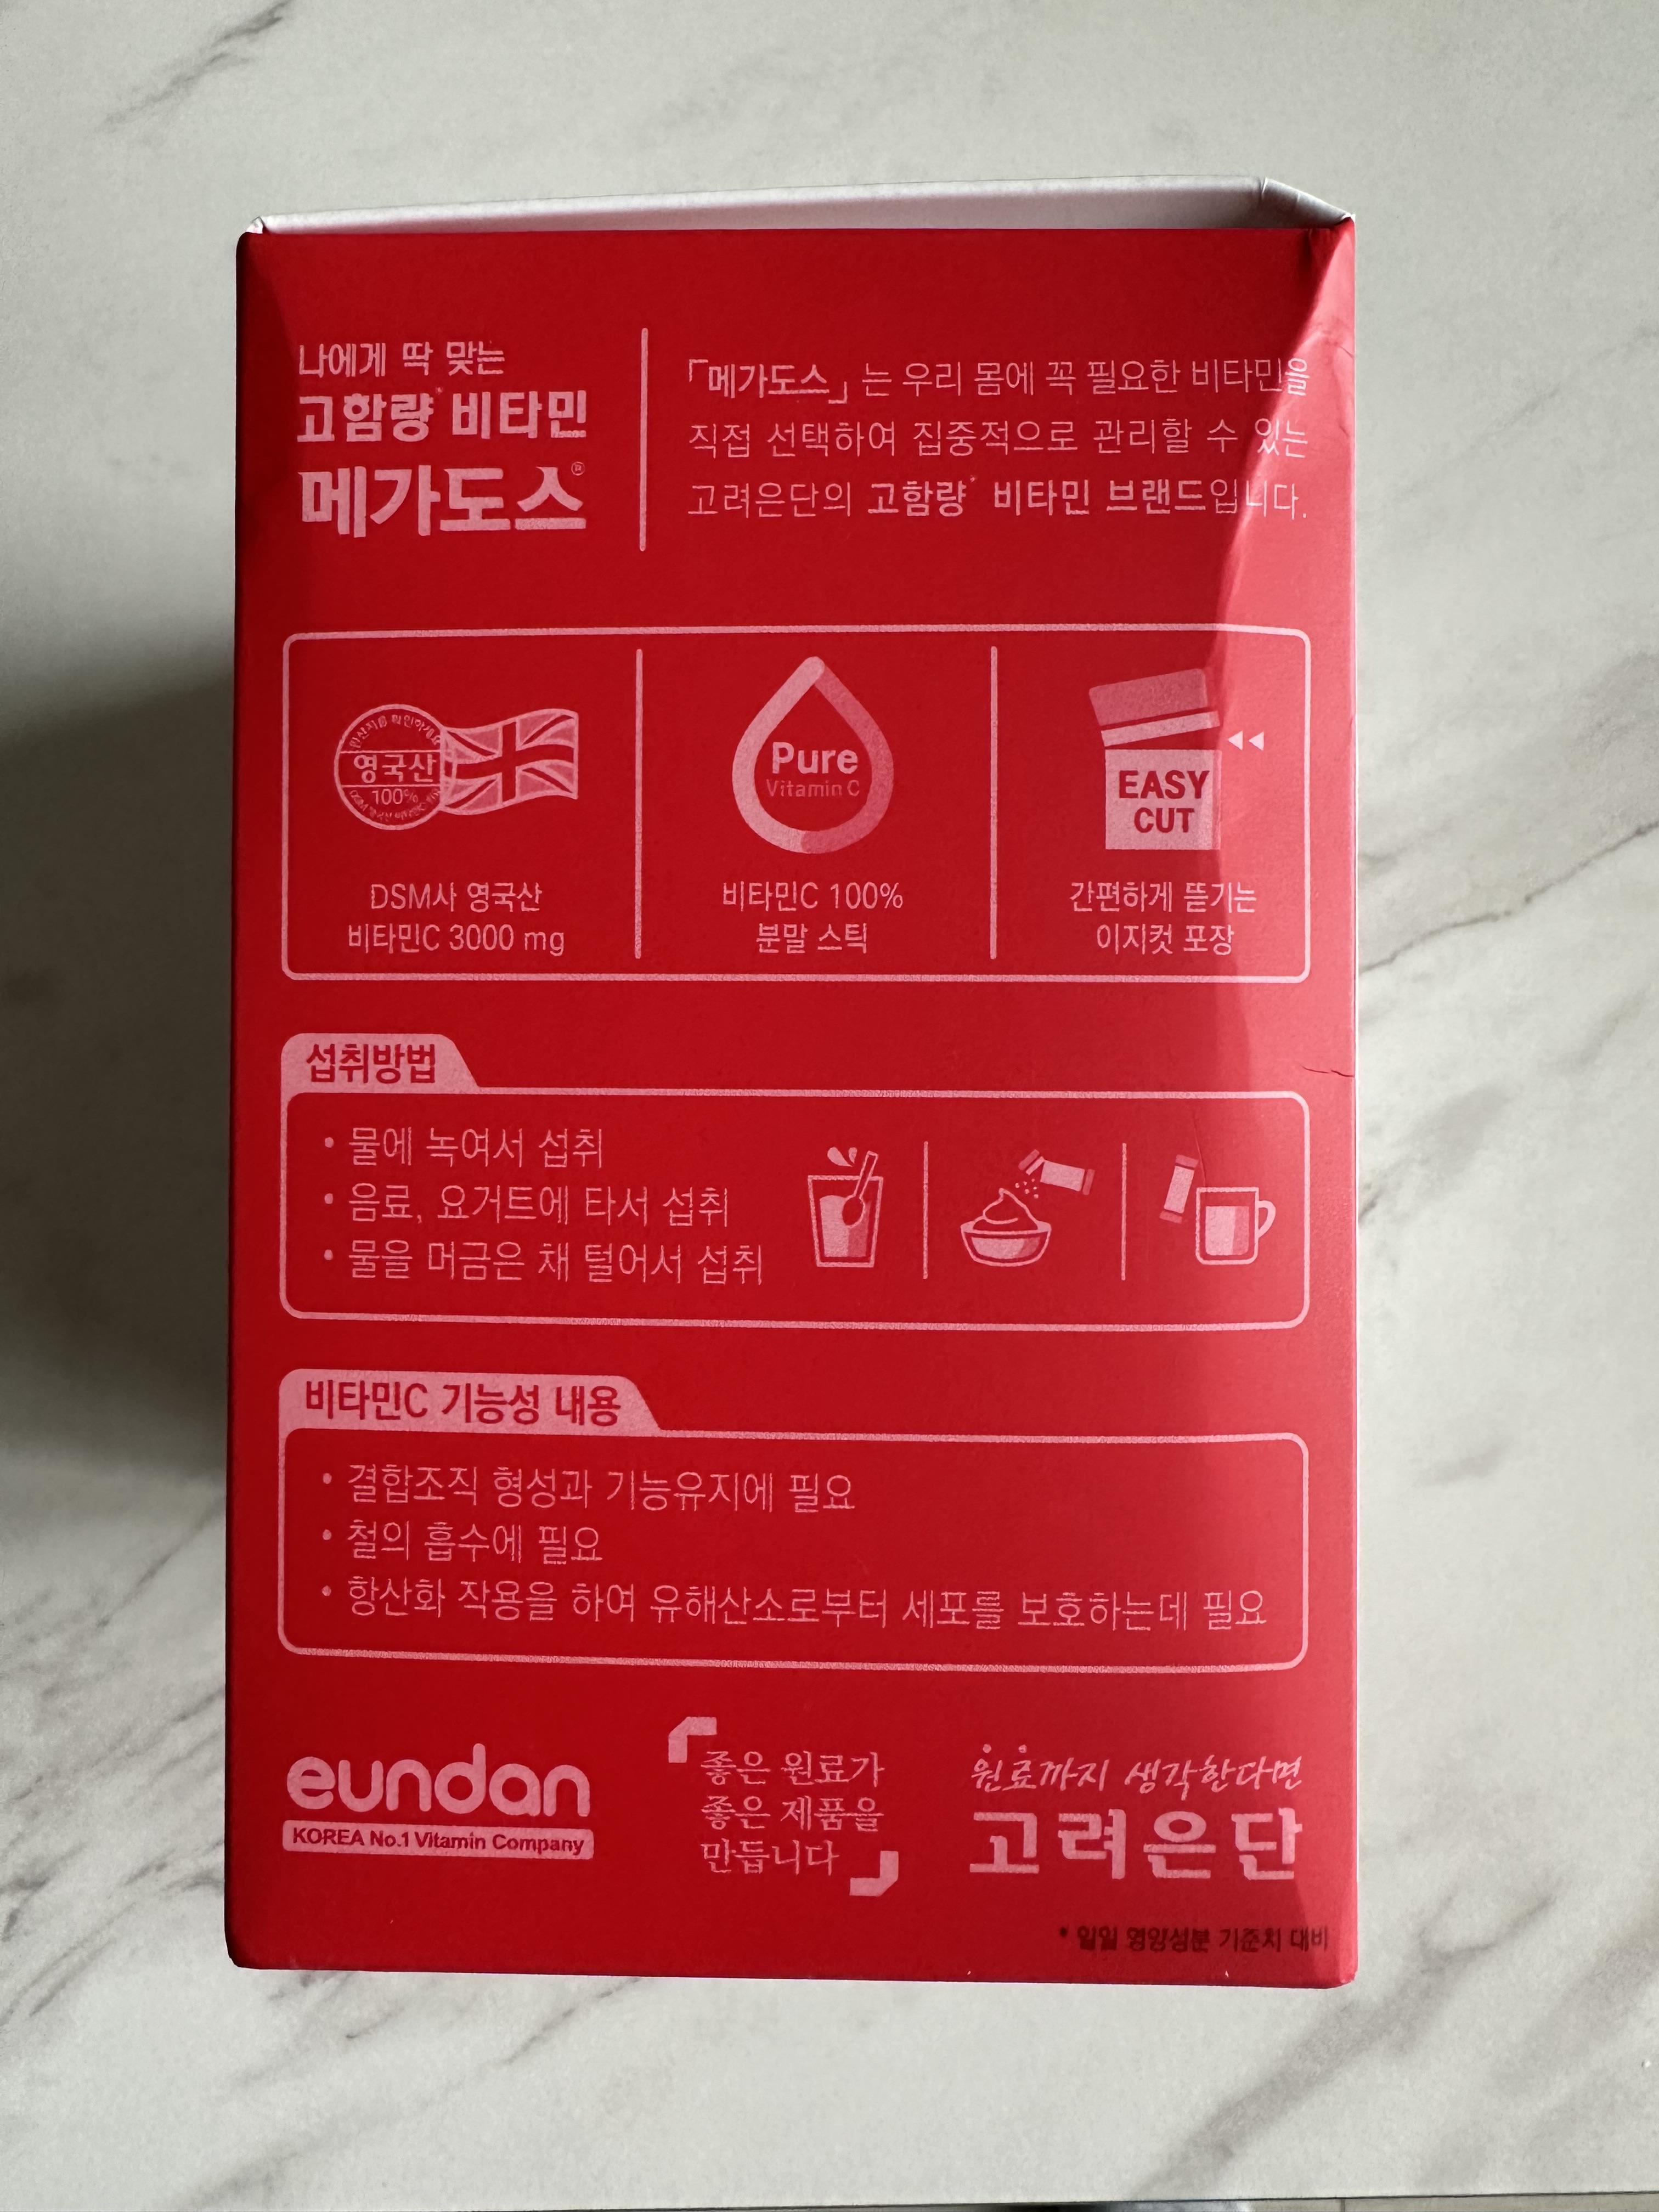 나에게 딱 맞는
고함량* 비타민
메가도스®
「메가도스」는 우리 몸에 꼭 필요한 비타민을
직접 선택하여 집중적으로 관리할 수 있는
고려은단의 고함량* 비타민 브랜드입니다.
원산지를 확인하세요
영국산
100%
DSM사 영국산
비타민C 3000 mg
Pure
Vitamin C
비타민C 100%
분말 스틱
EASY
CUT
간편하게 뜯기는
이지컷 포장
섭취방법
• 물에 녹여서 섭취
• 음료, 요거트에 타서 섭취
• 물을 머금은 채 털어서 섭취
비타민C 기능성 내용
• 결합조직 형성과 기능유지에 필요
• 철의 흡수에 필요
• 항산화 작용을 하여 유해산소로부터 세포를 보호하는데 필요
eundan
KOREA No.1 Vitamin Company
「좋은 원료가
좋은 제품을
만듭니다」
원료까지 생각한다면
고려은단
* 일일 영양성분 기준치 대비